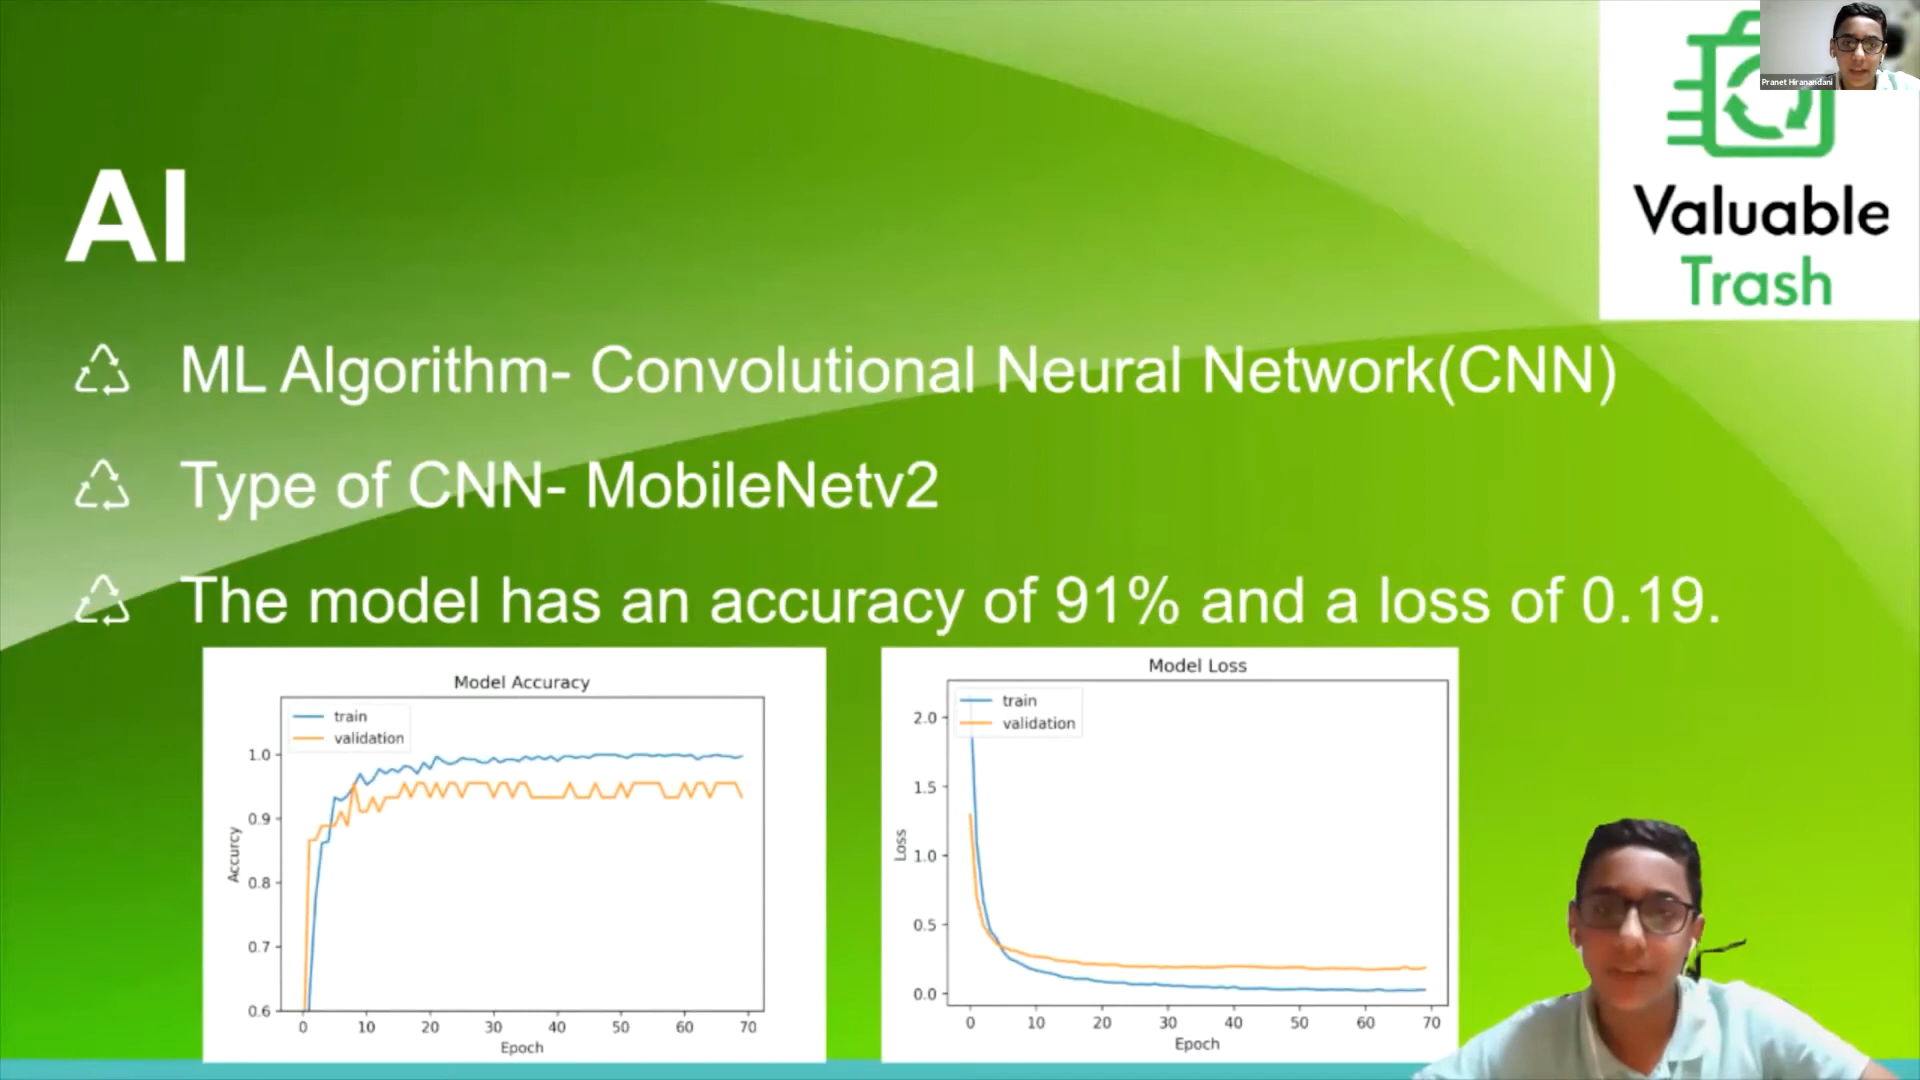 Pranet Hiranandani
Valuable
Trash
AI
ML Algorithm- Convolutional Neural Network(CNN)
Type of CNN- MobileNetv2
The model has an accuracy of 91% and a loss of 0.19.
Model Accuracy
train
validation
1.0
0.9
0.8
0.7
0.6
Accurcy
0 10 20 30 40 50 60 70
Epoch
Model Loss
train
validation
2.0
1.5
1.0
0.5
0.0
Loss
0 10 20 30 40 50 60 70
Epoch